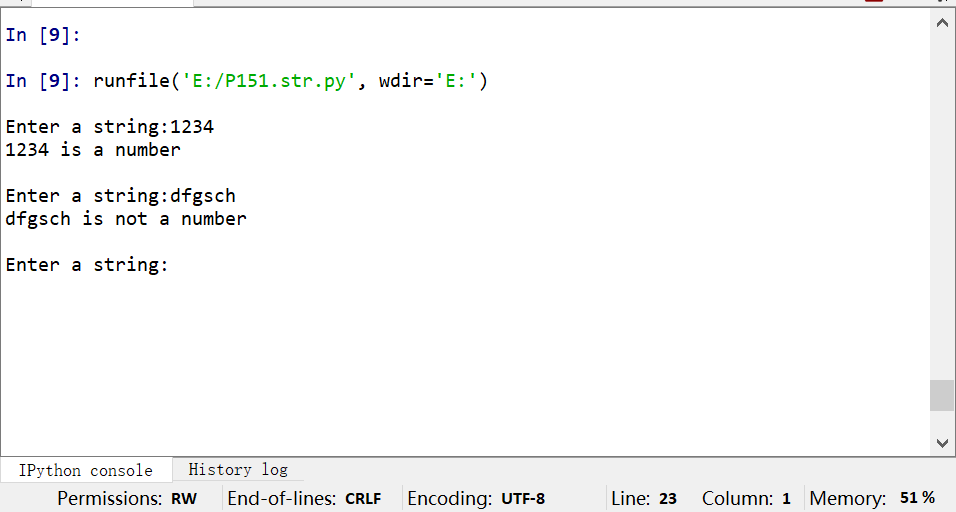 In [9]:
In [9]: runfile('E:/P151.str.py', wdir='E:')
Enter a string:1234
1234 is a number
Enter a string:dfgsch
dfgsch is not a number
Enter a string:
IPython console History log
Permissions: RW End-of-lines: CRLF Encoding: UTF-8 Line: 23 Column: 1 Memory: 51 %